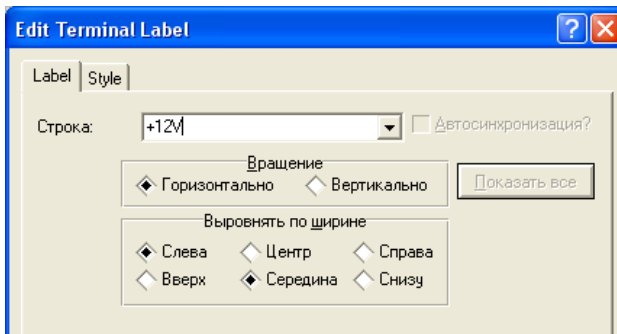 Edit Terminal Label
Label Style
Строка: +12V Автосинхронизация?
Вращение
Горизонтально Вертикально Показать все
Выровнять по ширине
Слева Центр Справа
Вверх Середина Снизу